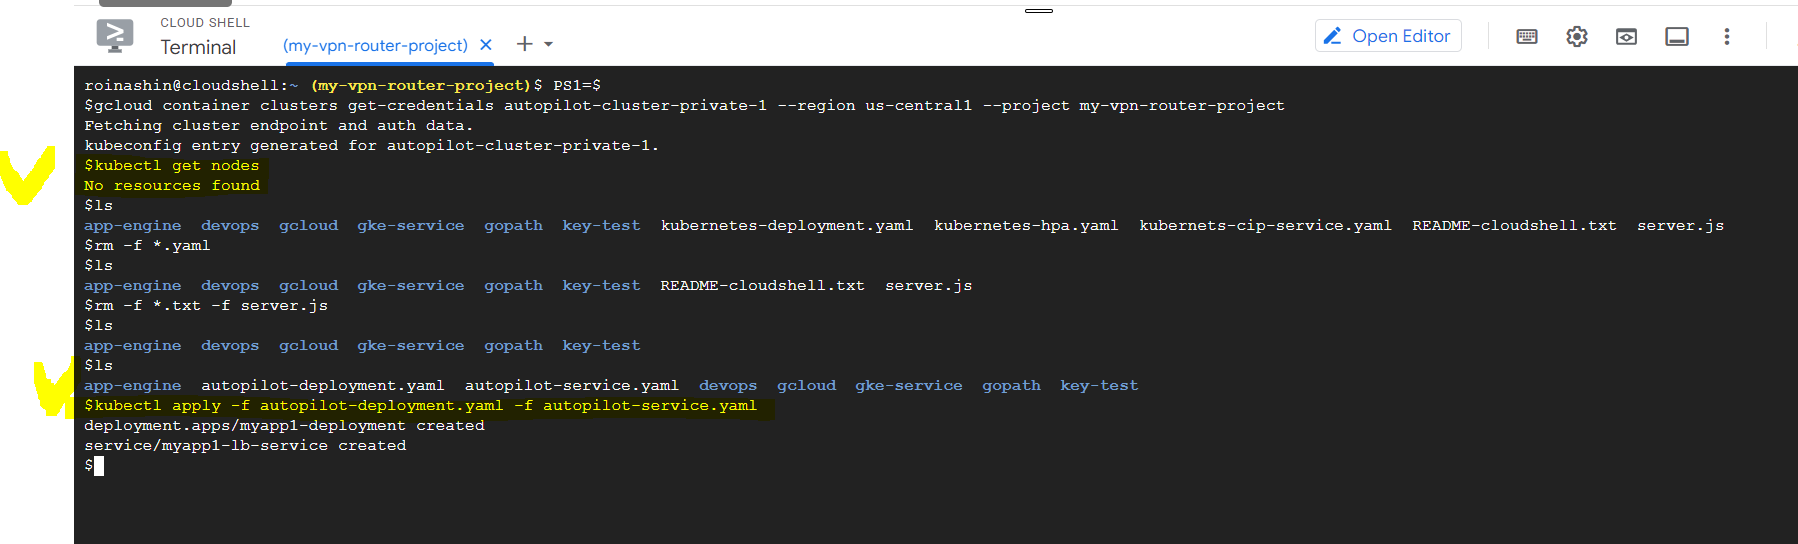 CLOUD SHELL
Terminal
(my-vpn-router-project)
Open Editor
roinashin@cloudshell:~ (my-vpn-router-project)$ PS1=$
$gcloud container clusters get-credentials autopilot-cluster-private-1 --region us-central1 --project my-vpn-router-project
Fetching cluster endpoint and auth data.
kubeconfig entry generated for autopilot-cluster-private-1.
$kubectl get nodes
No resources found
$ls
app-engine devops gcloud gke-service gopath key-test kubernetes-deployment.yaml kubernetes-hpa.yaml kubernets-cip-service.yaml README-cloudshell.txt server.js
$rm -f *.yaml
$ls
app-engine devops gcloud gke-service gopath key-test README-cloudshell.txt server.js
$rm -f *.txt -f server.js
$ls
app-engine devops gcloud gke-service gopath key-test
$ls
app-engine autopilot-deployment.yaml autopilot-service.yaml devops gcloud gke-service gopath key-test
$kubectl apply -f autopilot-deployment.yaml -f autopilot-service.yaml
deployment.apps/myapp1-deployment created
service/myapp1-lb-service created
$